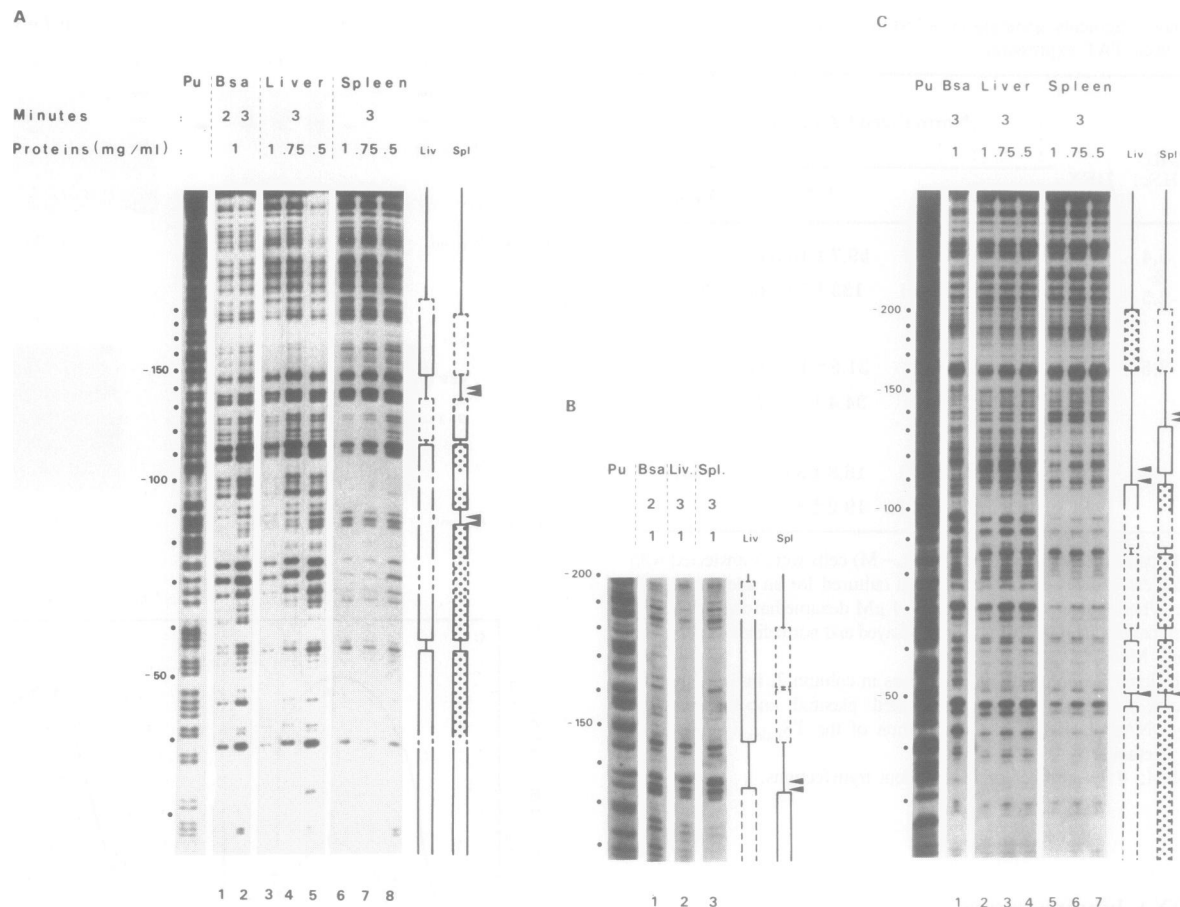 A
Pu Bsa Liver Spleen
Minutes : 2 3 3 3
Proteins (mg/ml) : 1 1 .75 .5 1 .75 .5 Liv Spl
-150
-100
-50
1 2 3 4 5 6 7 8
B
Pu Bsa Liv. Spl.
2 3 3
1 1 1 Liv Spl
-200
-150
1 2 3
C
Pu Bsa Liver Spleen
3 3 3
1 1 .75 .5 1 .75 .5 Liv Spl
-200
-150
-100
-50
1 2 3 4 5 6 7